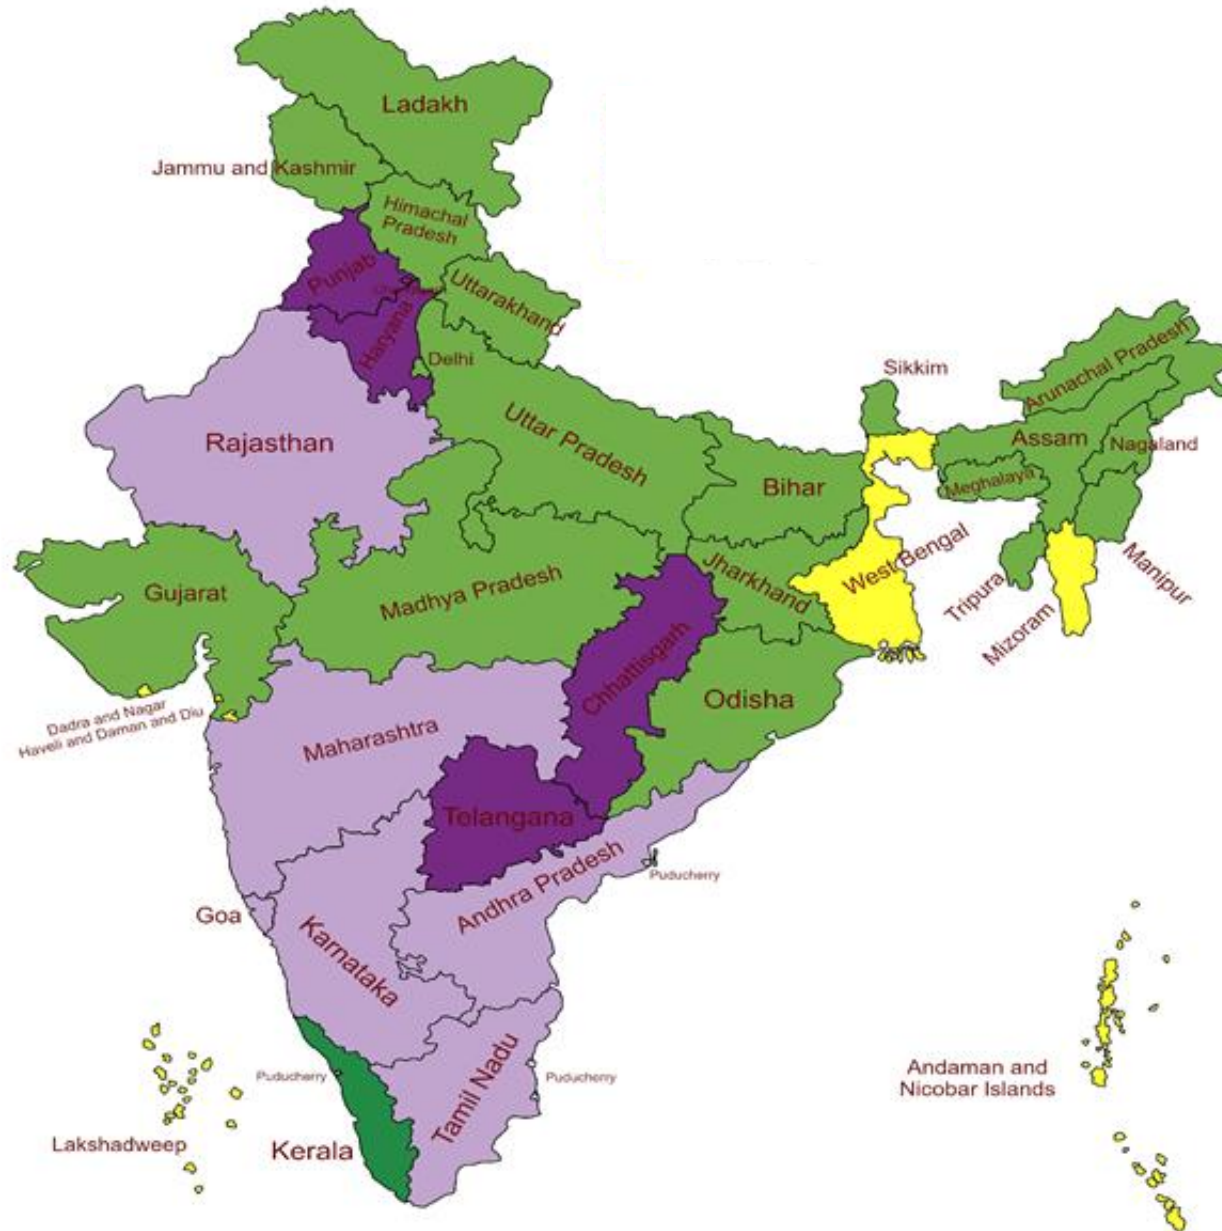 Ladakh
Jammu and Kashmir
Himachal
Pradesh
Punjab
Uttarakhand
Haryana
Delhi
Sikkim
Arunachal Pradesh
Rajasthan
Uttar Pradesh
Assam
Nagaland
Bihar
Meghalaya
Gujarat
Madhya Pradesh
Jharkhand
West Bengal
Tripura
Manipur
Mizoram
Chhattisgarh
Odisha
Dadra and Nagar
Haveli and Daman and Diu
Maharashtra
Telangana
Andhra Pradesh
Puducherry
Goa
Karnataka
Tamil Nadu
Puducherry
Puducherry
Andaman and
Nicobar Islands
Lakshadweep
Kerala